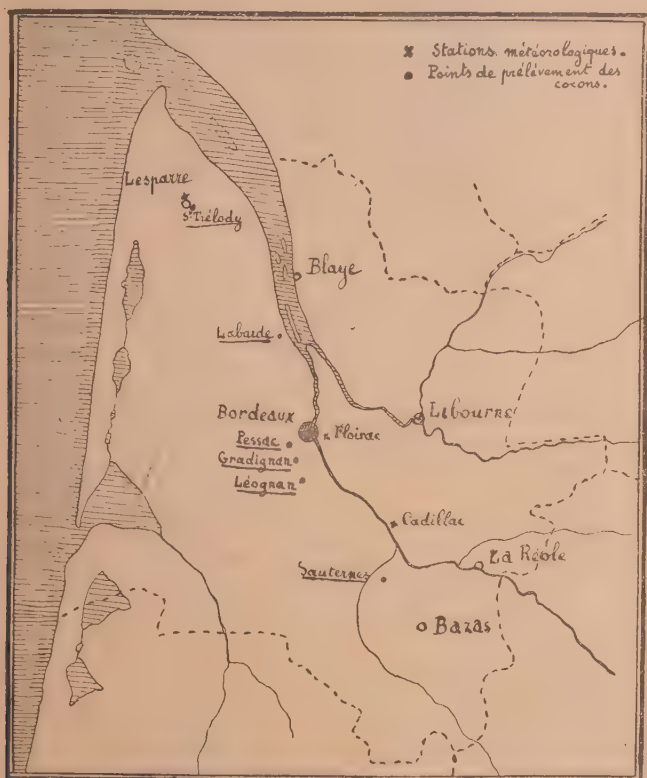 × Stations météorologiques.
• Points de prélèvement des
cocons.
Lesparre
St Trélody
Blaye
Labarde
Bordeaux
Libourne
Floirac
Pessac
Gradignan
Léognan
Cadillac
La Réole
Sauternes
Bazas